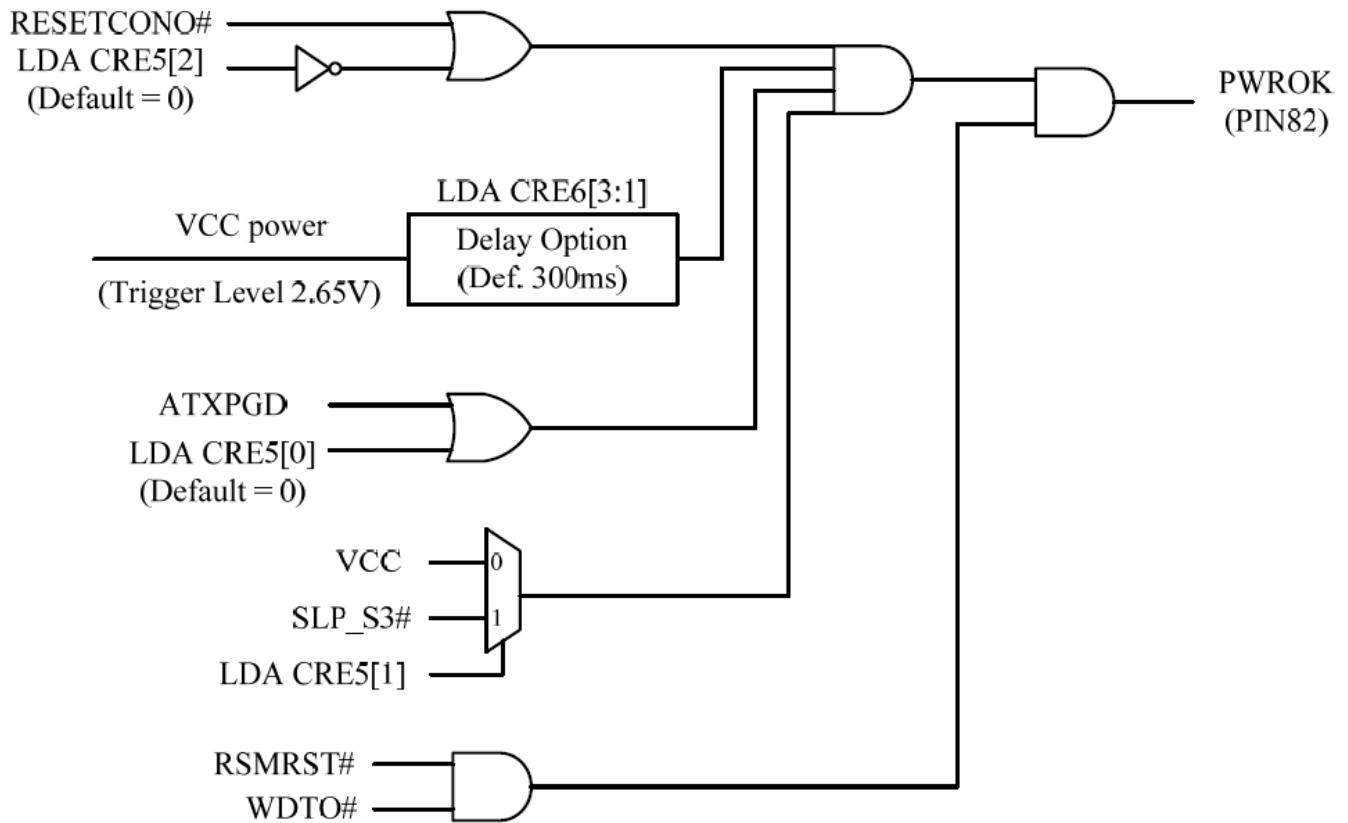 RESETCONO#
LDA CRE5[2]
(Default = 0)
PWROK
(PIN82)
LDA CRE6[3:1]
VCC power
Delay Option
(Def. 300ms)
(Trigger Level 2.65V)
ATXPGD
LDA CRE5[0]
(Default = 0)
VCC
0
SLP_S3#
1
LDA CRE5[1]
RSMRST#
WDTO#